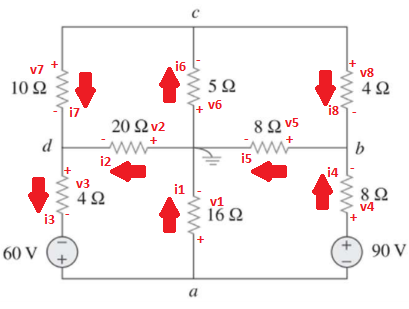 c
v7 + i6 - + v8
10 Ω 5 Ω 4 Ω
- i7 + v6 i8 -
20 Ω v2 8 Ω v5
d - + - + b
i2 i5
+ i1 - i4 -
v3 v1 8 Ω
4 Ω 16 Ω v4
i3 - + +
60 V - + + - 90 V
a